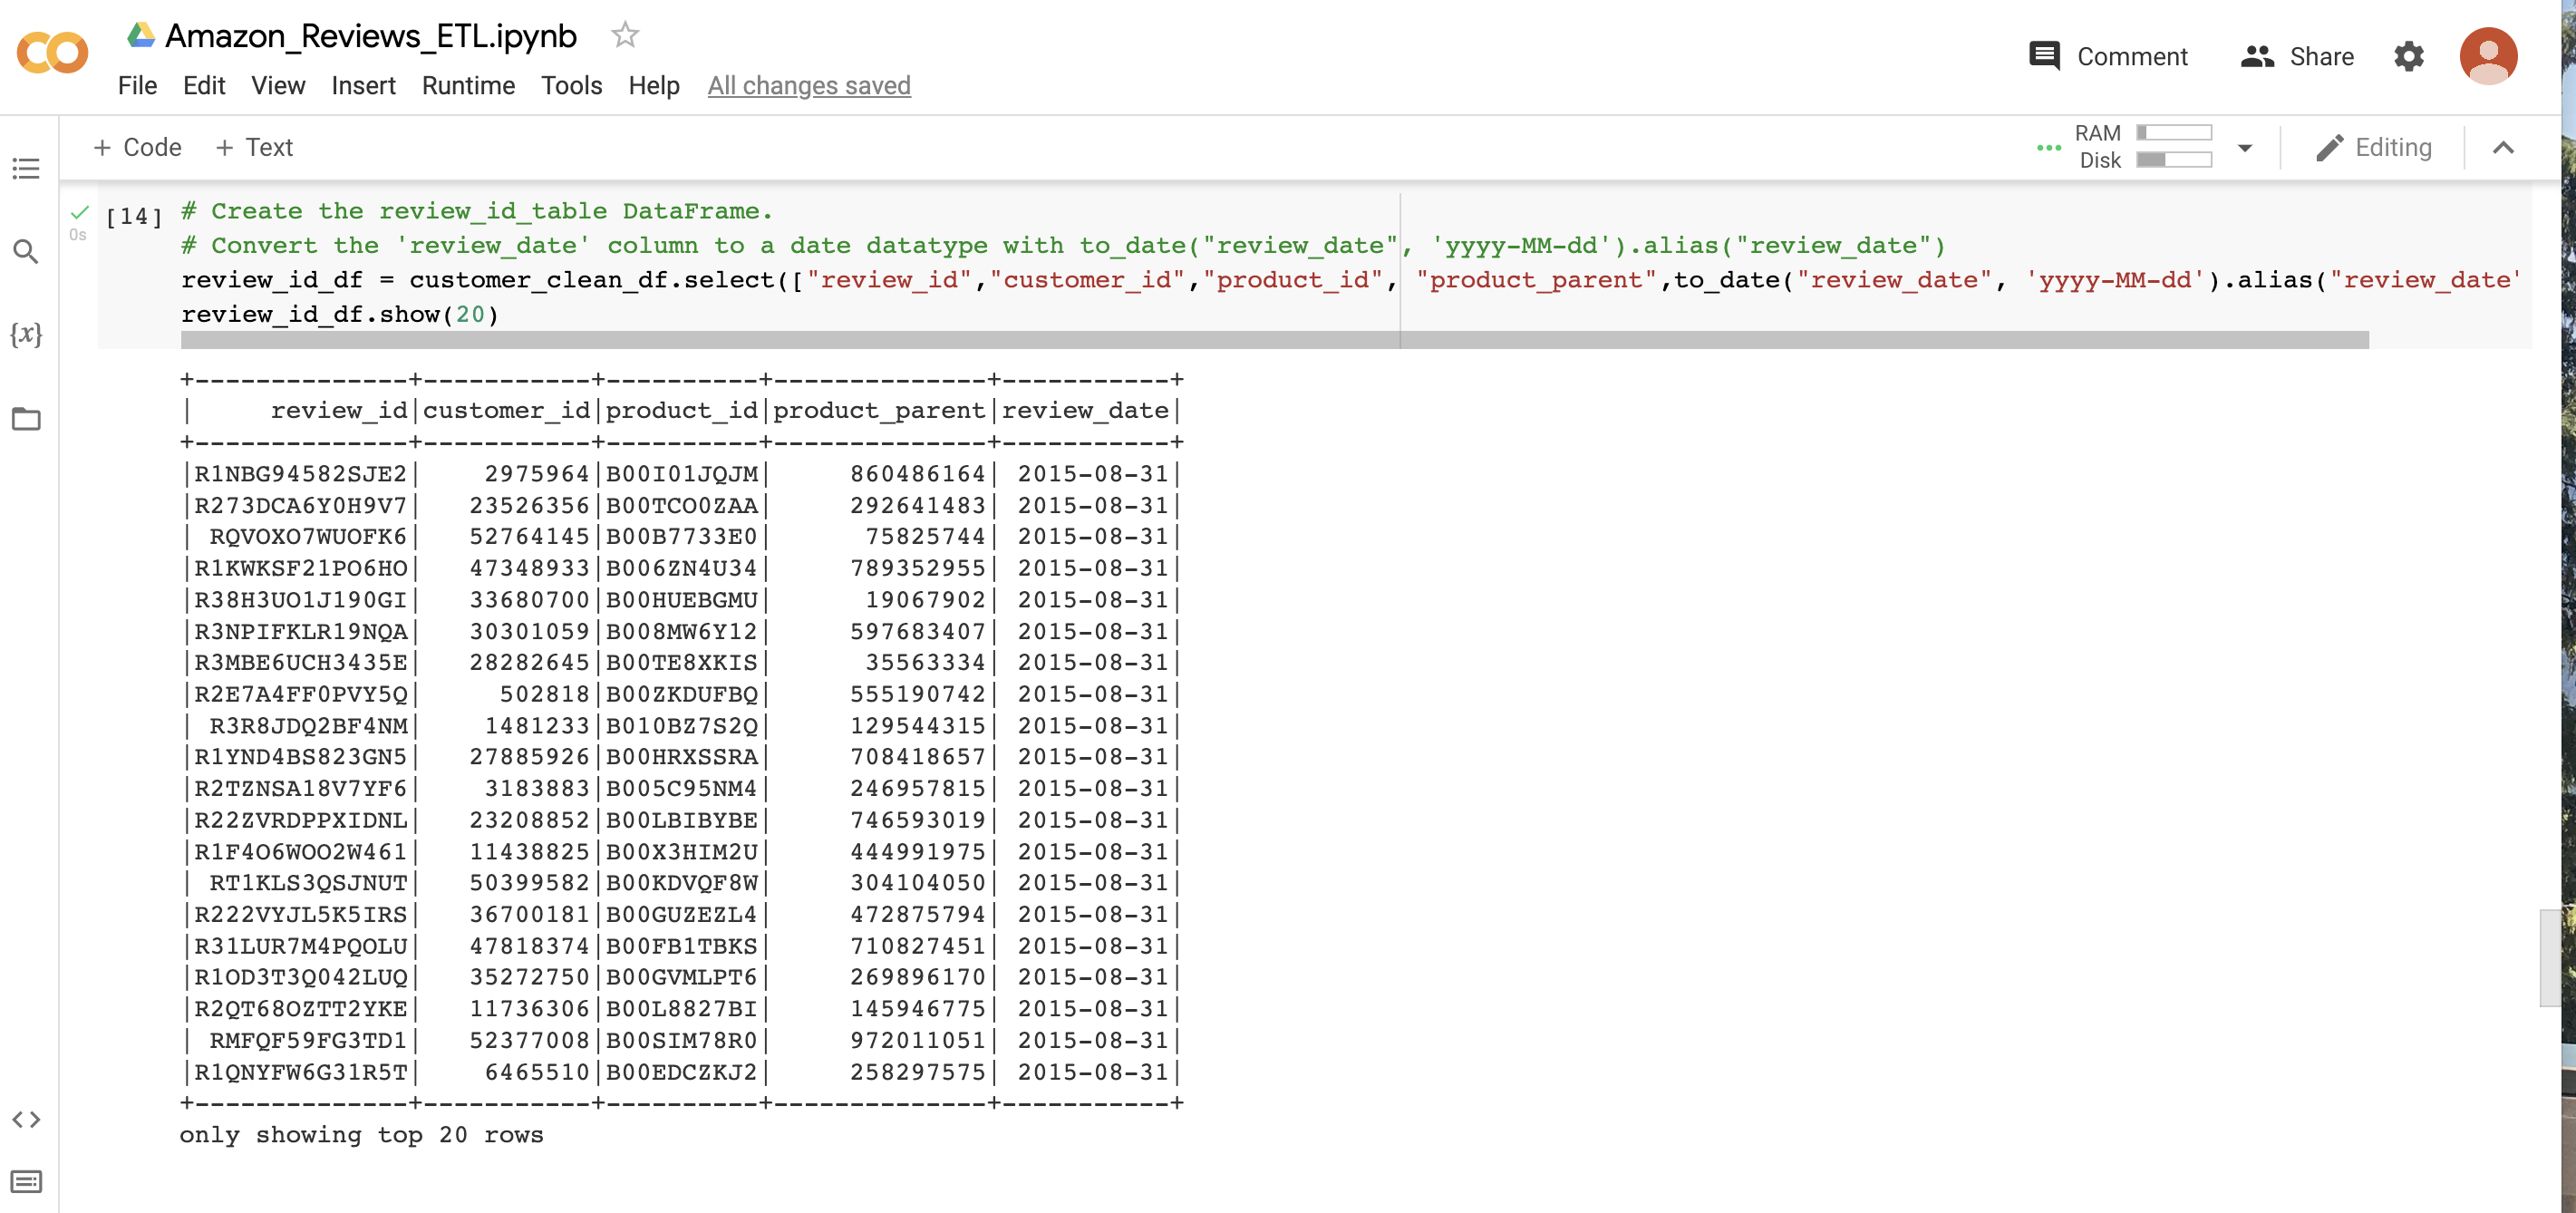 Amazon_Reviews_ETL.ipynb
Comment
Share
File Edit View Insert Runtime Tools Help All changes saved
+ Code + Text
RAM
Disk
Editing
0s
[14]
# Create the review_id_table DataFrame.
# Convert the 'review_date' column to a date datatype with to_date("review_date", 'yyyy-MM-dd').alias("review_date")
review_id_df = customer_clean_df.select(["review_id","customer_id","product_id", "product_parent",to_date("review_date", 'yyyy-MM-dd').alias("review_date"
review_id_df.show(20)
{x}
+--------------+-----------+----------+--------------+-----------+
|     review_id|customer_id|product_id|product_parent|review_date|
+--------------+-----------+----------+--------------+-----------+
|R1NBG94582SJE2|    2975964|B00I01JQJM|     860486164| 2015-08-31|
|R273DCA6Y0H9V7|   23526356|B00TCO0ZAA|     292641483| 2015-08-31|
| RQVOXO7WUOFK6|   52764145|B00B7733E0|      75825744| 2015-08-31|
|R1KWKSF21PO6HO|   47348933|B006ZN4U34|     789352955| 2015-08-31|
|R38H3UO1J190GI|   33680700|B00HUEBGMU|      19067902| 2015-08-31|
|R3NPIFKLR19NQA|   30301059|B008MW6Y12|     597683407| 2015-08-31|
|R3MBE6UCH3435E|   28282645|B00TE8XKIS|      35563334| 2015-08-31|
|R2E7A4FF0PVY5Q|     502818|B00ZKDUFBQ|     555190742| 2015-08-31|
| R3R8JDQ2BF4NM|    1481233|B010BZ7S2Q|     129544315| 2015-08-31|
|R1YND4BS823GN5|   27885926|B00HRXSSRA|     708418657| 2015-08-31|
|R2TZNSA18V7YF6|    3183883|B005C95NM4|     246957815| 2015-08-31|
|R22ZVRDPPXIDNL|   23208852|B00LBIBYBE|     746593019| 2015-08-31|
|R1F4O6WOO2W461|   11438825|B00X3HIM2U|     444991975| 2015-08-31|
| RT1KLS3QSJNUT|   50399582|B00KDVQF8W|     304104050| 2015-08-31|
|R222VYJL5K5IRS|   36700181|B00GUZEZL4|     472875794| 2015-08-31|
|R31LUR7M4PQOLU|   47818374|B00FB1TBKS|     710827451| 2015-08-31|
|R1OD3T3Q042LUQ|   35272750|B00GVMLPT6|     269896170| 2015-08-31|
|R2QT68OZTT2YKE|   11736306|B00L8827BI|     145946775| 2015-08-31|
| RMFQF59FG3TD1|   52377008|B00SIM78R0|     972011051| 2015-08-31|
|R1QNYFW6G31R5T|    6465510|B00EDCZKJ2|     258297575| 2015-08-31|
+--------------+-----------+----------+--------------+-----------+
only showing top 20 rows